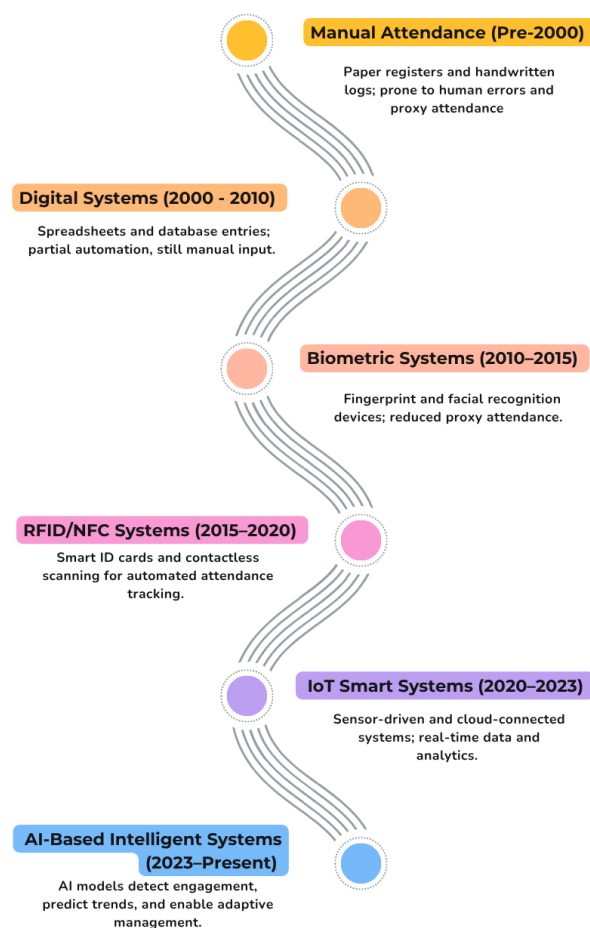 Manual Attendance (Pre-2000)
Paper registers and handwritten
logs; prone to human errors and
proxy attendance
Digital Systems (2000 - 2010)
Spreadsheets and database entries;
partial automation, still manual input.
Biometric Systems (2010–2015)
Fingerprint and facial recognition
devices; reduced proxy attendance.
RFID/NFC Systems (2015–2020)
Smart ID cards and contactless
scanning for automated attendance
tracking.
IoT Smart Systems (2020–2023)
Sensor-driven and cloud-connected
systems; real-time data and
analytics.
AI-Based Intelligent Systems
(2023–Present)
AI models detect engagement,
predict trends, and enable adaptive
management.